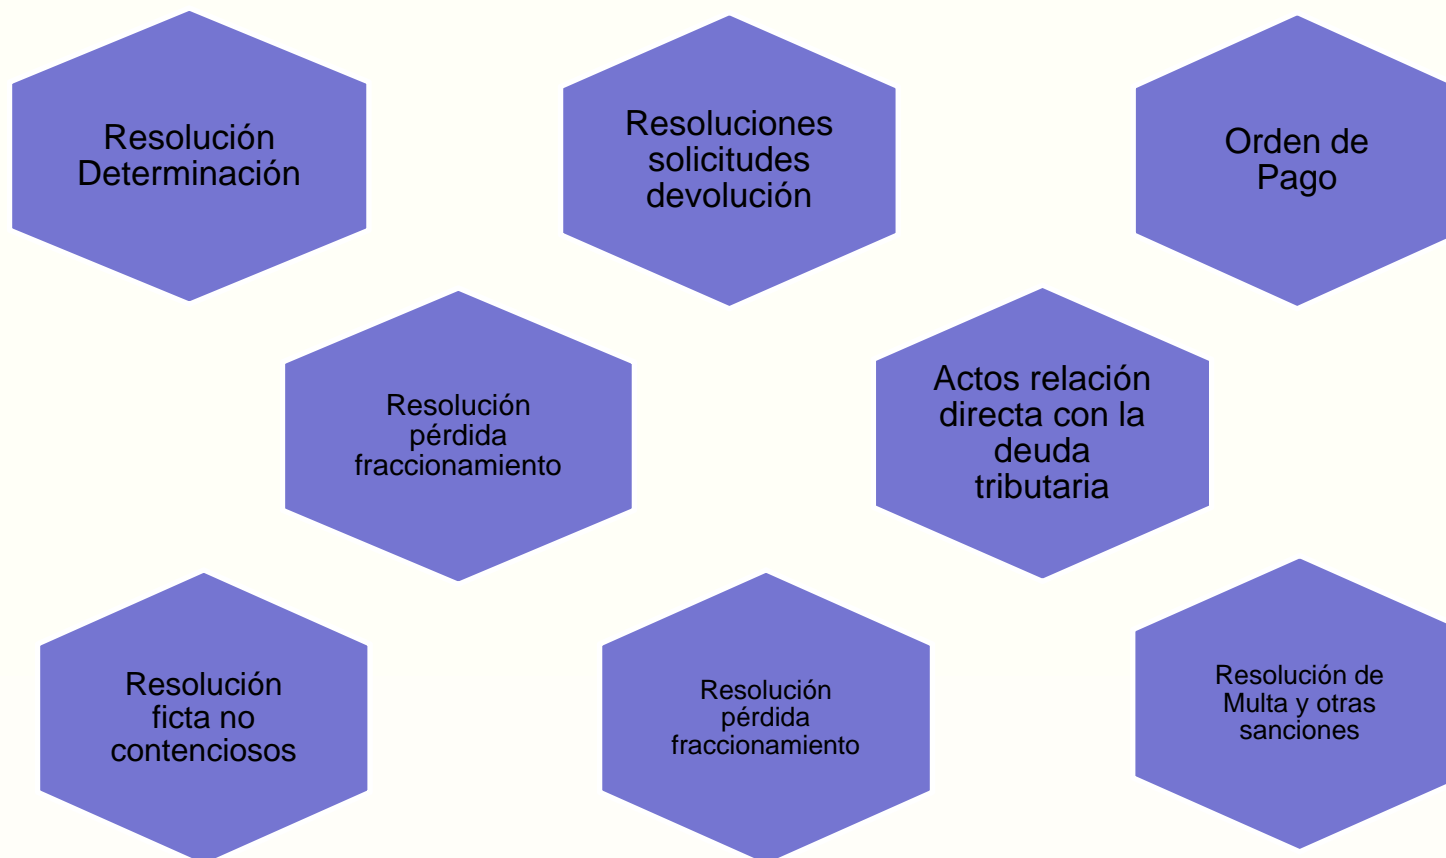 Resolución
Determinación
Resoluciones
solicitudes
devolución
Orden de
Pago
Resolución
pérdida
fraccionamiento
Actos relación
directa con la
deuda
tributaria
Resolución
ficta no
contenciosos
Resolución
pérdida
fraccionamiento
Resolución de
Multa y otras
sanciones